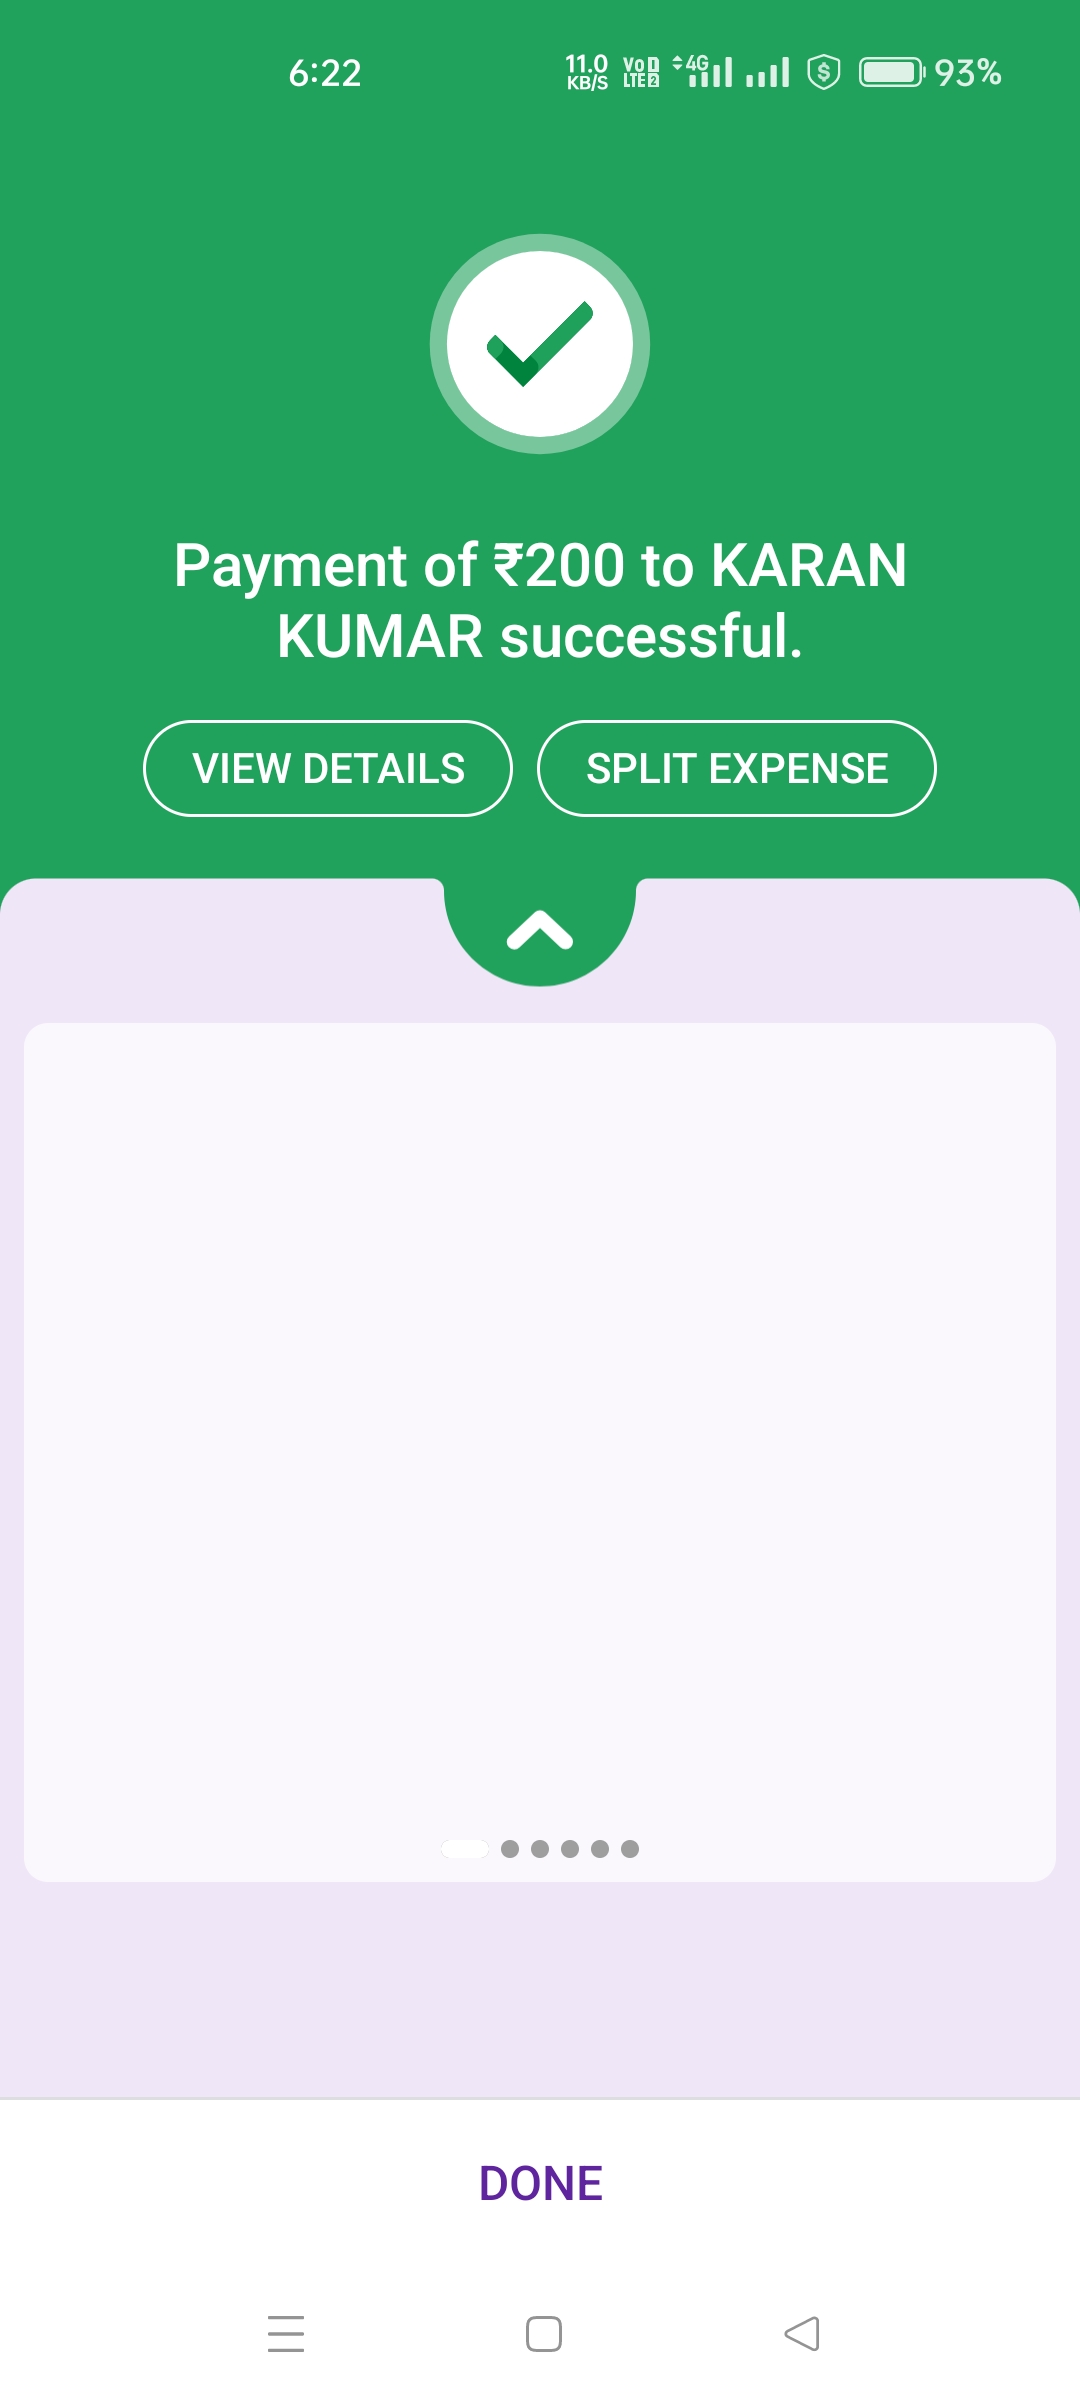 6:22
11.0 KB/S VoD LTE 2 4G $ 93%
Payment of ₹200 to KARAN
KUMAR successful.
VIEW DETAILS SPLIT EXPENSE
DONE